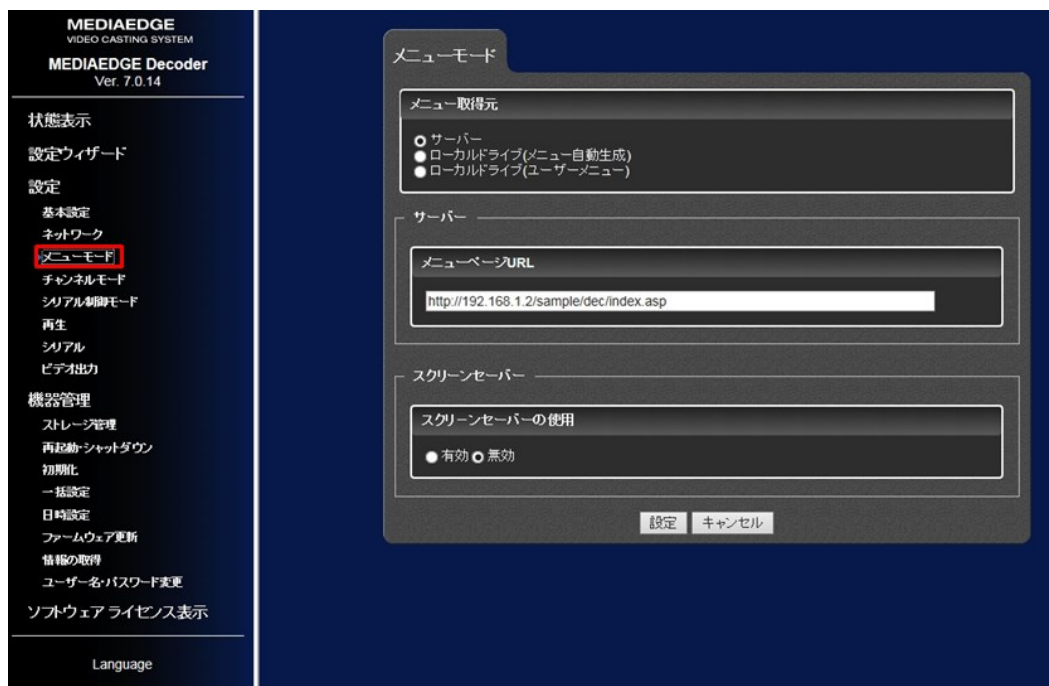 MEDIAEDGE
VIDEO CASTING SYSTEM
MEDIAEDGE Decoder
Ver. 7.0.14
状態表示
設定ウィザード
設定
基本設定
ネットワーク
メニューモード
チャンネルモード
シリアル制御モード
再生
シリアル
ビデオ出力
機器管理
ストレージ管理
再起動・シャットダウン
初期化
一括設定
日時設定
ファームウェア更新
情報の取得
ユーザー名・パスワード変更
ソフトウェア ライセンス表示
Language
メニューモード
メニュー取得元
サーバー
ローカルドライブ(メニュー自動生成)
ローカルドライブ(ユーザーメニュー)
サーバー
メニューページURL
http://192.168.1.2/sample/dec/index.asp
スクリーンセーバー
スクリーンセーバーの使用
有効 無効
設定 キャンセル